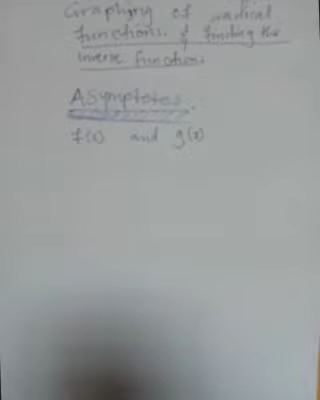 Graphing of radical
functions & finding the
inverse function.
Asymptotes.
f(x) and g(x)